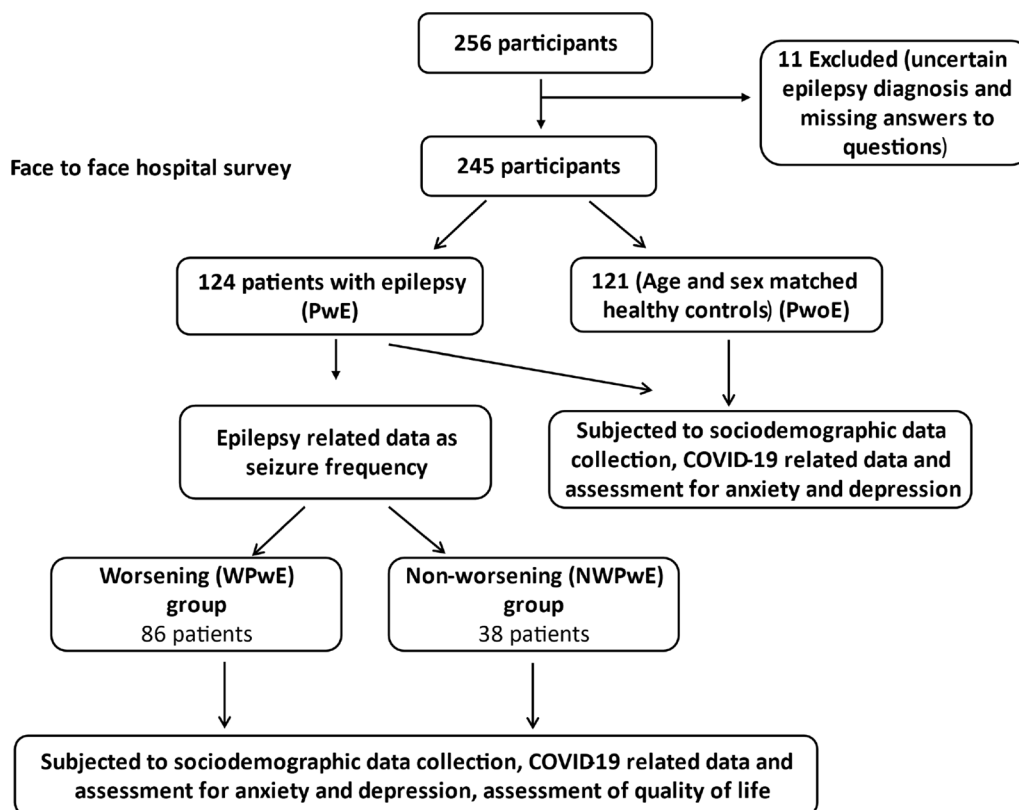 256 participants
11 Excluded (uncertain
epilepsy diagnosis and
missing answers to
questions)
Face to face hospital survey
245 participants
124 patients with epilepsy
(PwE)
121 (Age and sex matched
healthy controls) (PwoE)
Epilepsy related data as
seizure frequency
Subjected to sociodemographic data
collection, COVID-19 related data and
assessment for anxiety and depression
Worsening (WPwE)
group
86 patients
Non-worsening (NWPwE)
group
38 patients
Subjected to sociodemographic data collection, COVID-19 related data and
assessment for anxiety and depression, assessment of quality of life